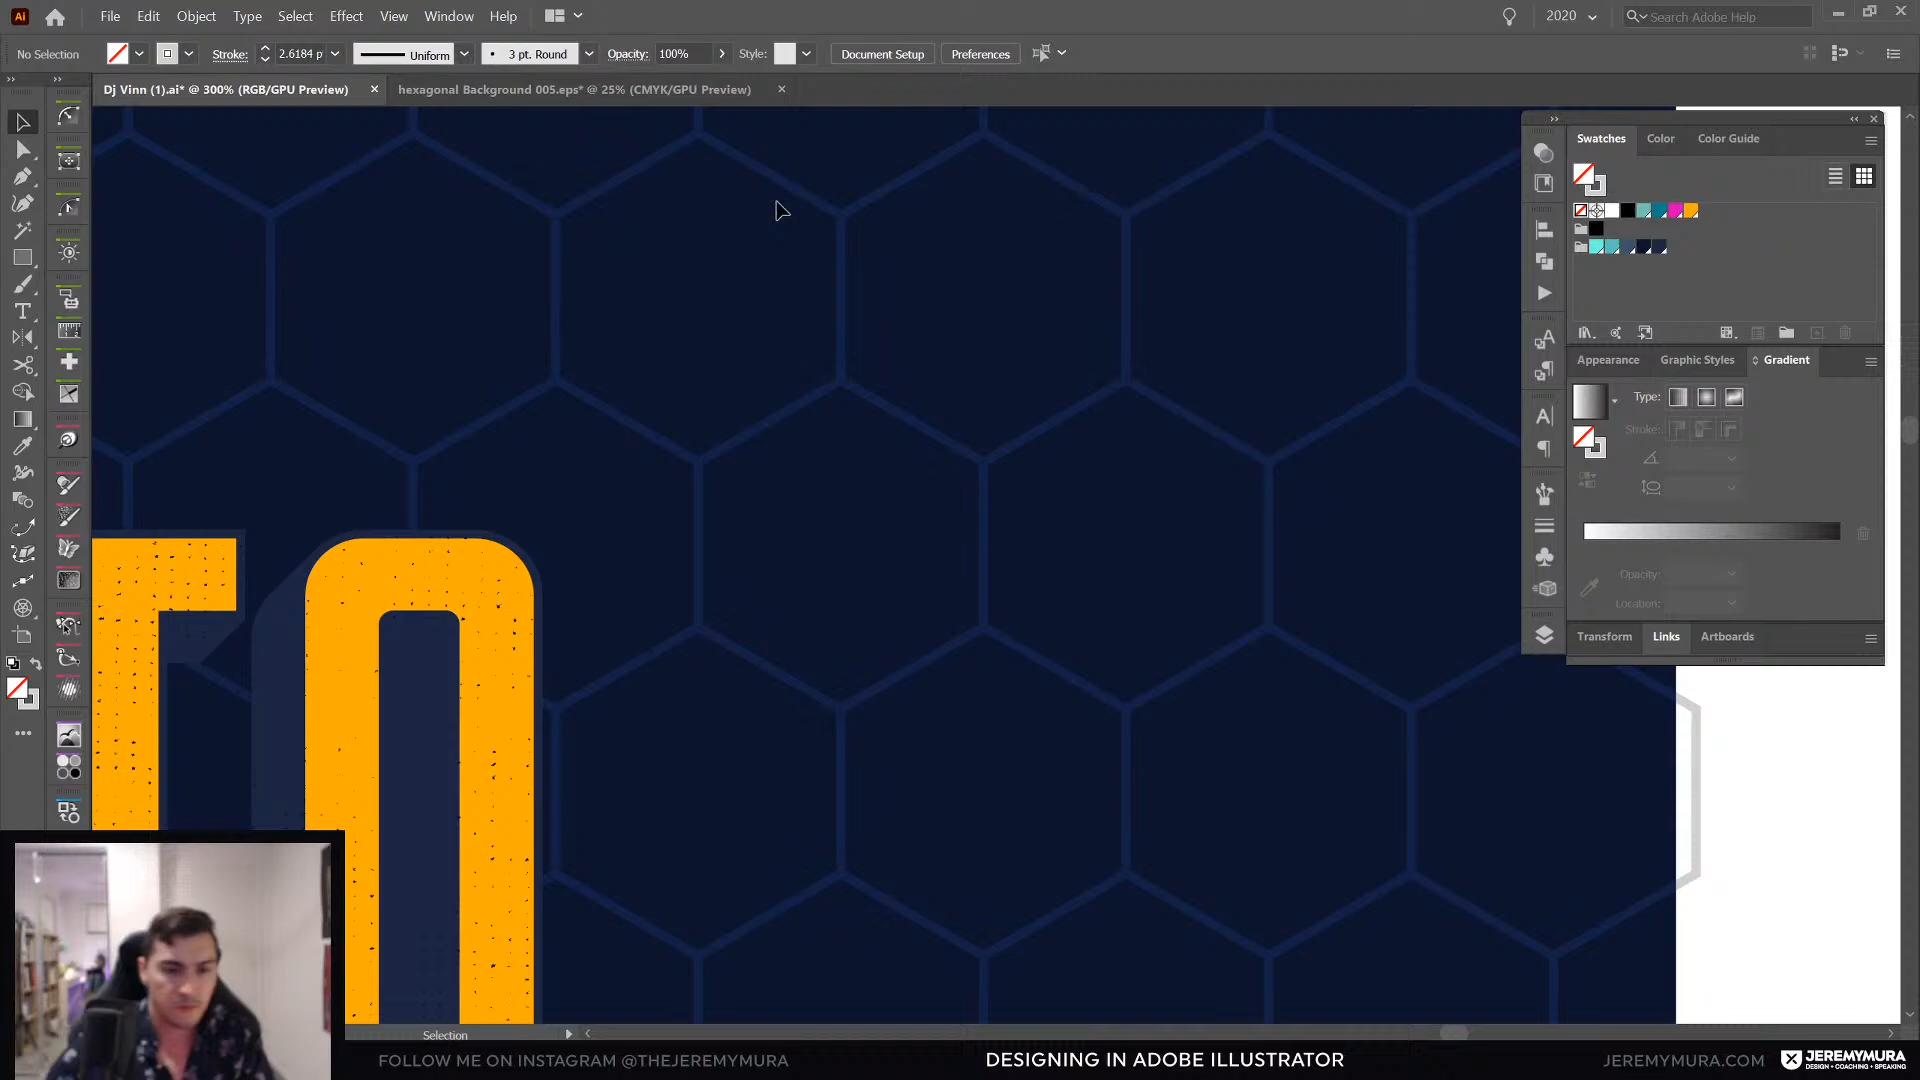 Ai File Edit Object Type Select Effect View Window Help 2020 Search Adobe Help
No Selection Stroke: 2.6184 p Uniform 3 pt. Round Opacity: 100% Style: Document Setup Preferences
Dj Vinn (1).ai* @ 300% (RGB/GPU Preview) × hexagonal Background 005.eps* @ 25% (CMYK/GPU Preview) ×
Swatches Color Color Guide
Appearance Graphic Styles Gradient
Type:
Stroke:
Opacity:
Location:
Transform Links Artboards
Selection
FOLLOW ME ON INSTAGRAM @THEJEREMYMURA DESIGNING IN ADOBE ILLUSTRATOR JEREMYMURA.COM JEREMYMURA
DESIGN • COACHING • SPEAKING